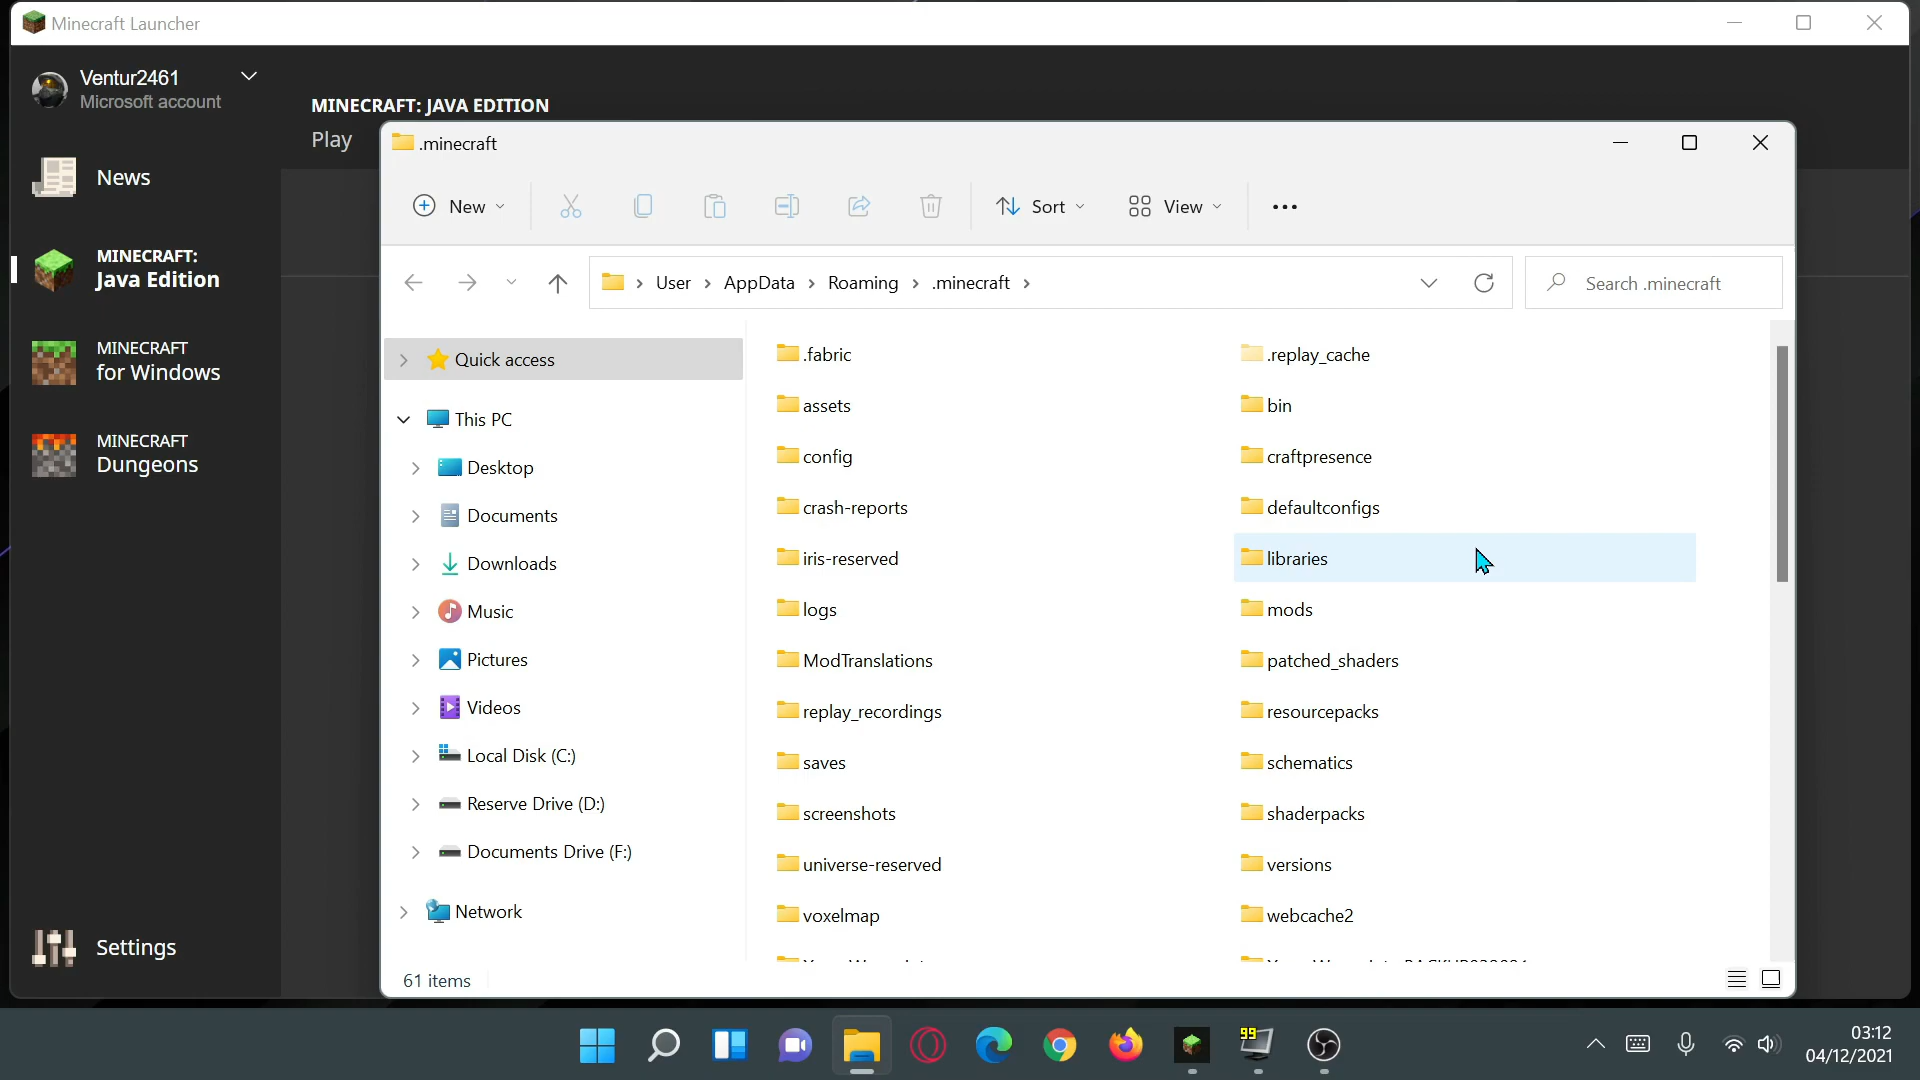 Minecraft Launcher
Ventur2461
Microsoft account
News
MINECRAFT:
Java Edition
MINECRAFT
for Windows
MINECRAFT
Dungeons
Settings
MINECRAFT: JAVA EDITION
Play
.minecraft
New
Sort
View
User
AppData
Roaming
.minecraft
Search .minecraft
Quick access
This PC
Desktop
Documents
Downloads
Music
Pictures
Videos
Local Disk (C:)
Reserve Drive (D:)
Documents Drive (F:)
Network
.fabric
.replay_cache
assets
bin
config
craftpresence
crash-reports
defaultconfigs
iris-reserved
libraries
logs
mods
ModTranslations
patched_shaders
replay_recordings
resourcepacks
saves
schematics
screenshots
shaderpacks
universe-reserved
versions
voxelmap
webcache2
61 items
99
03:12
04/12/2021